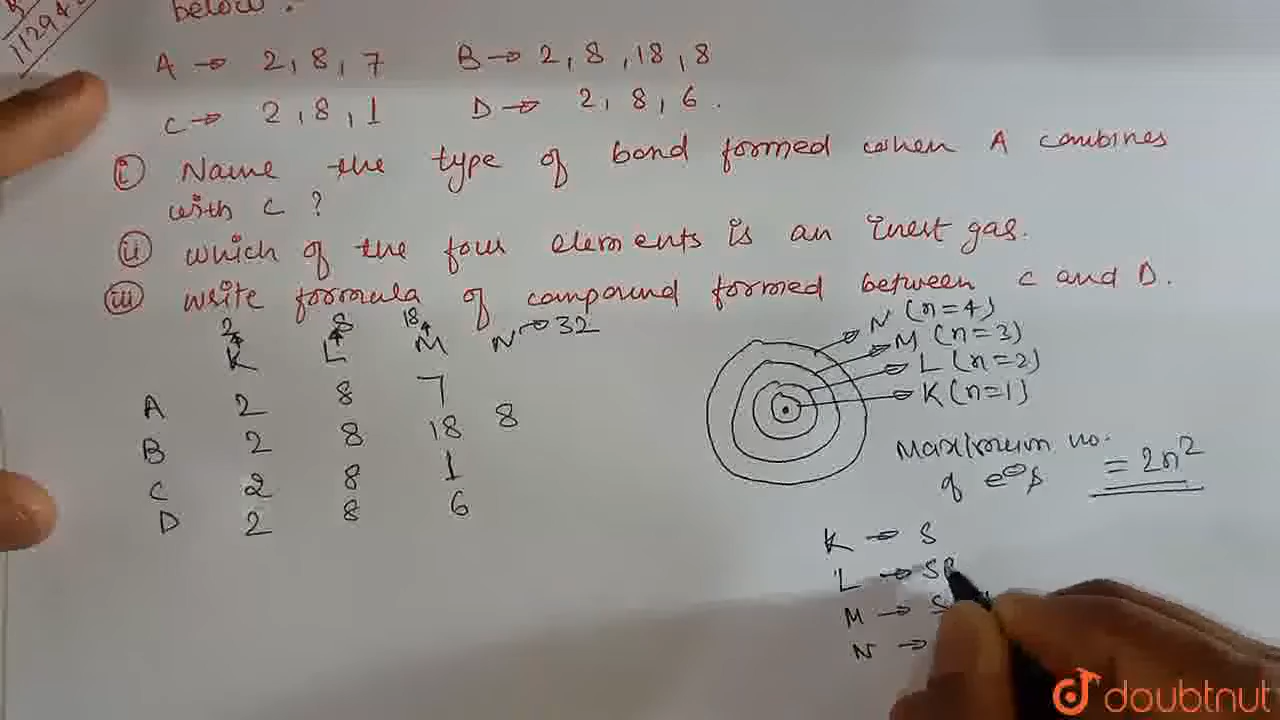 below.
A → 2, 8, 7 B → 2, 8, 18, 8
C → 2, 8, 1 D → 2, 8, 6.
(i) Name the type of bond formed when A combines
with C ?
(ii) which of the four elements is an inert gas.
(iii) write formula of compound formed between C and D.
2 8 18
K L M N → 32
A 2 8 7
B 2 8 18 8
C 2 8 1
D 2 8 6
N (n=4)
M (n=3)
L (n=2)
K (n=1)
Maximum no. = 2n²
of e⊖s
K → S
L → SP
M → S
N →
doubtnut